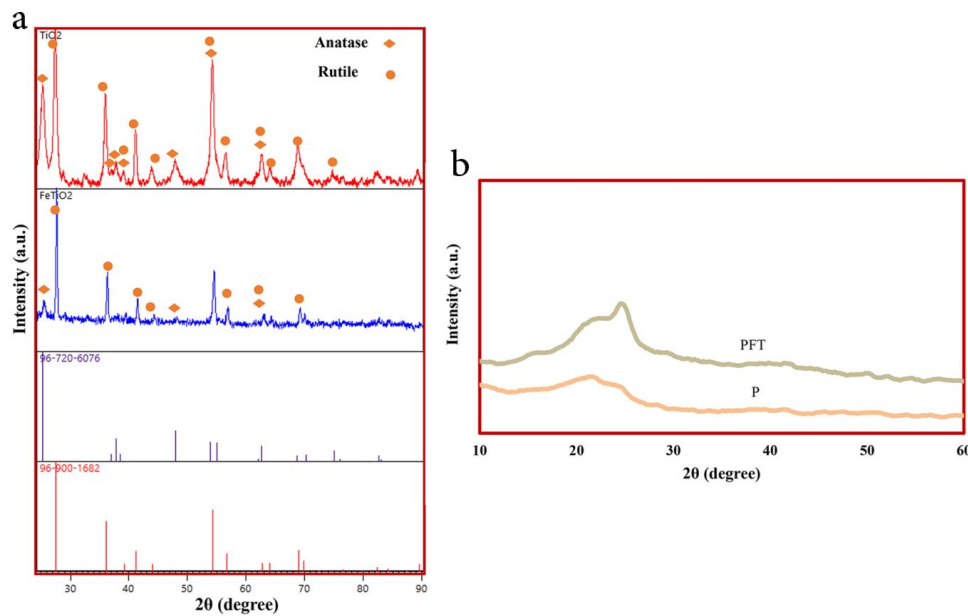 a
TiO2
Anatase
Rutile
FeTiO2
96-720-6076
96-900-1682
Intensity (a.u.)
30 40 50 60 70 80 90
2θ (degree)
b
PFT
P
Intensity (a.u.)
10 20 30 40 50 60
2θ (degree)